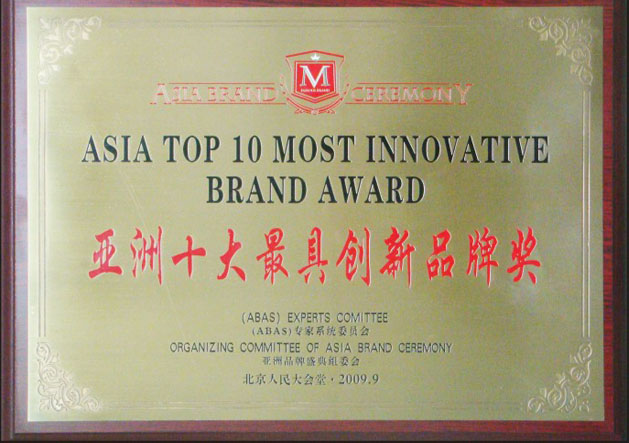 M
ASIA BRAND CEREMONY
ASIA TOP 10 MOST INNOVATIVE
BRAND AWARD
亚洲十大最具创新品牌奖
(ABAS) EXPERTS COMITTEE
(ABAS)专家系统委员会
ORGANIZING COMMITTEE OF ASIA BRAND CEREMONY
亚洲品牌盛典组委会
北京人民大会堂·2009.9